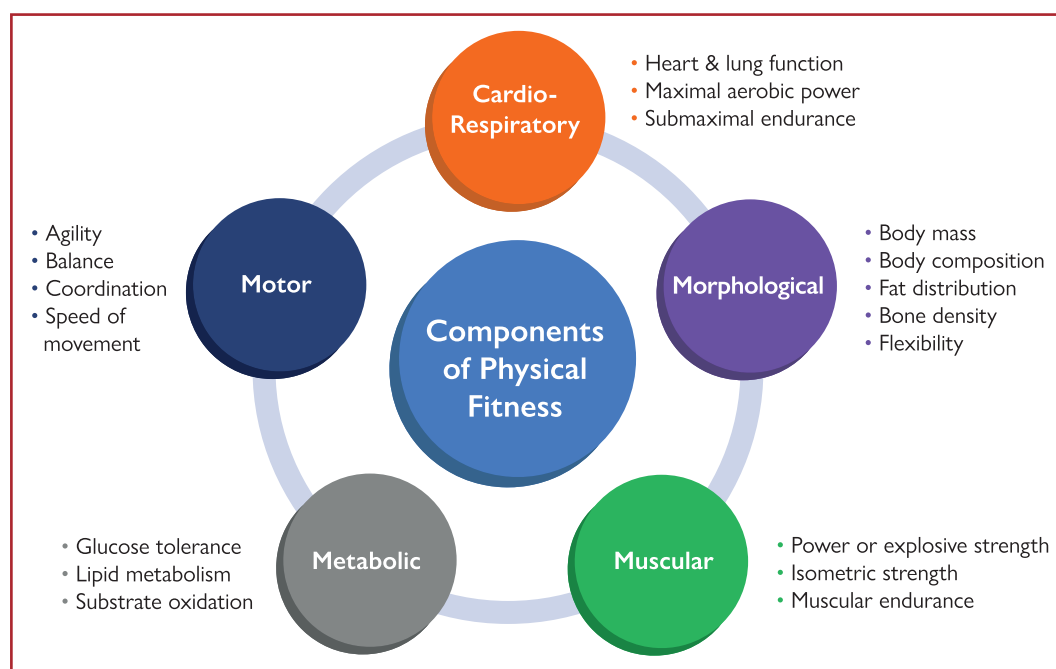 Cardio-
Respiratory
• Heart & lung function
• Maximal aerobic power
• Submaximal endurance
Motor
• Agility
• Balance
• Coordination
• Speed of
movement
Morphological
• Body mass
• Body composition
• Fat distribution
• Bone density
• Flexibility
Components
of Physical
Fitness
Metabolic
• Glucose tolerance
• Lipid metabolism
• Substrate oxidation
Muscular
• Power or explosive strength
• Isometric strength
• Muscular endurance